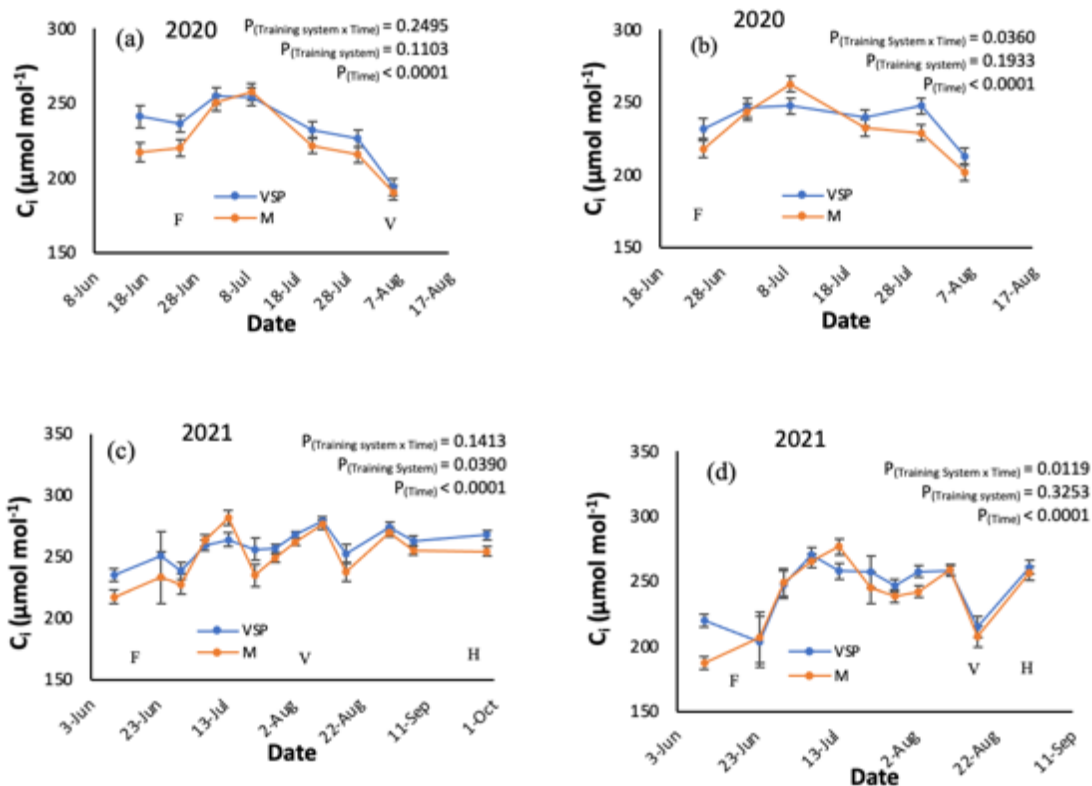 (a) 2020
P(Training system x Time) = 0.2495
P(Training system) = 0.1103
P(Time) < 0.0001
300
250
200
150
Ci (µmol mol-1)
VSP
M
F
V
8-Jun
18-Jun
28-Jun
8-Jul
18-Jul
28-Jul
7-Aug
17-Aug
Date
(b) 2020
P(Training System x Time) = 0.0360
P(Training system) = 0.1933
P(Time) < 0.0001
300
250
200
150
Ci (µmol mol-1)
VSP
M
F
18-Jun
28-Jun
8-Jul
18-Jul
28-Jul
7-Aug
17-Aug
Date
(c) 2021
P(Training system x Time) = 0.1413
P(Training System) = 0.0390
P(Time) < 0.0001
350
300
250
200
150
Ci (µmol mol-1)
VSP
M
F
V
H
3-Jun
23-Jun
13-Jul
2-Aug
22-Aug
11-Sep
1-Oct
Date
(d) 2021
P(Training System x Time) = 0.0119
P(Training system) = 0.3253
P(Time) < 0.0001
350
300
250
200
150
Ci (µmol mol-1)
VSP
M
F
V
H
3-Jun
23-Jun
13-Jul
2-Aug
22-Aug
11-Sep
Date